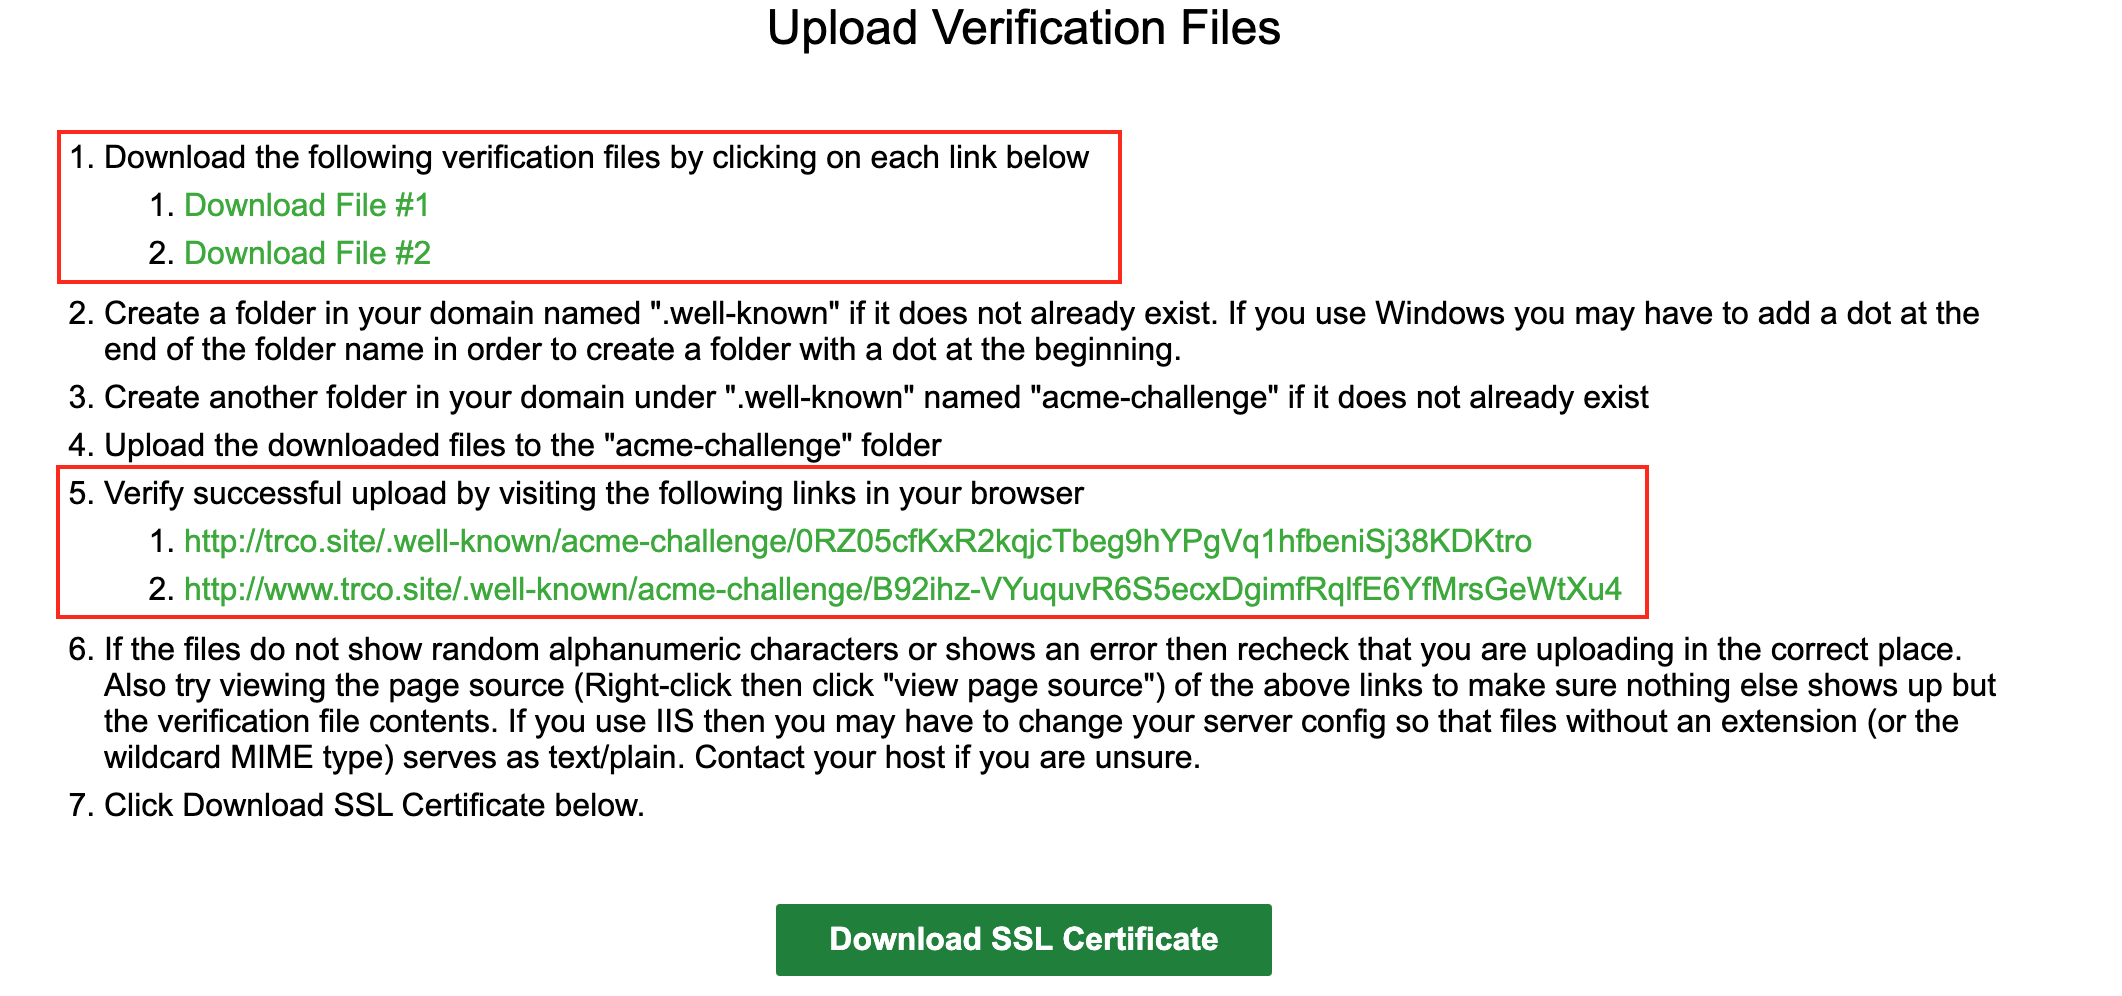 Upload Verification Files
1. Download the following verification files by clicking on each link below
1. Download File #1
2. Download File #2
2. Create a folder in your domain named ".well-known" if it does not already exist. If you use Windows you may have to add a dot at the
end of the folder name in order to create a folder with a dot at the beginning.
3. Create another folder in your domain under ".well-known" named "acme-challenge" if it does not already exist
4. Upload the downloaded files to the "acme-challenge" folder
5. Verify successful upload by visiting the following links in your browser
1. http://trco.site/.well-known/acme-challenge/0RZ05cfKxR2kqjcTbeg9hYPgVq1hfbeniSj38KDKtro
2. http://www.trco.site/.well-known/acme-challenge/B92ihz-VYuquvR6S5ecxDgimfRqlfE6YfMrsGeWtXu4
6. If the files do not show random alphanumeric characters or shows an error then recheck that you are uploading in the correct place.
Also try viewing the page source (Right-click then click "view page source") of the above links to make sure nothing else shows up but
the verification file contents. If you use IIS then you may have to change your server config so that files without an extension (or the
wildcard MIME type) serves as text/plain. Contact your host if you are unsure.
7. Click Download SSL Certificate below.
Download SSL Certificate